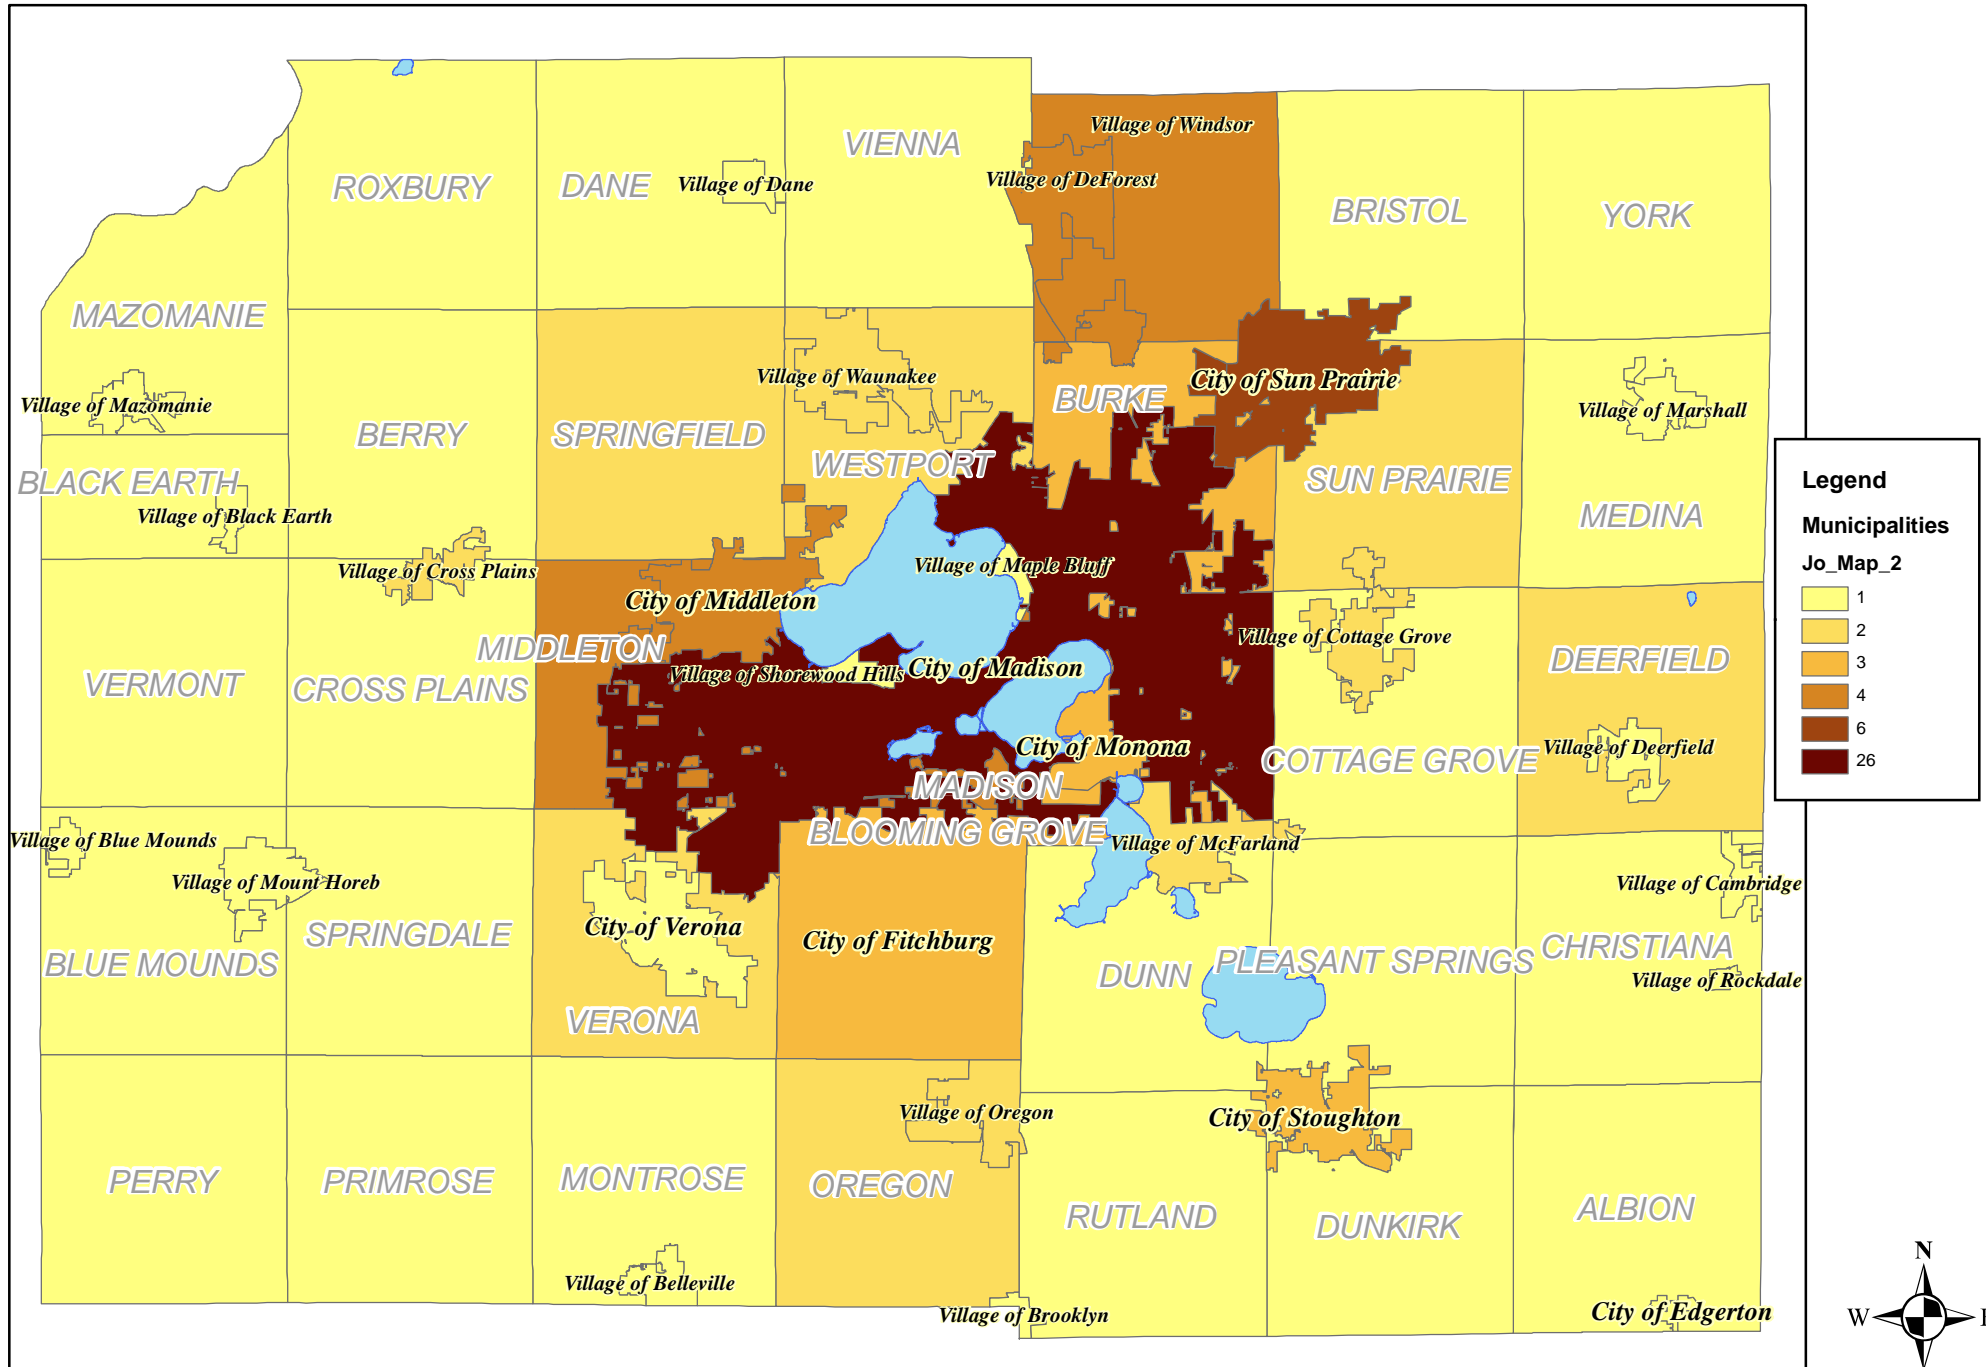 Village of Windsor
VIENNA
Village of Dane
Village of DeForest
ROXBURY
DANE
BRISTOL
YORK
MAZOMANIE
Village of Waunakee
City of Sun Prairie
Village of Mazomanie
BURKE
Village of Marshall
BERRY
SPRINGFIELD
WESTPORT
BLACK EARTH
SUN PRAIRIE
Village of Black Earth
MEDINA
Village of Cross Plains
Village of Maple Bluff
City of Middleton
Village of Cottage Grove
MIDDLETON
DEERFIELD
Village of Shorewood Hills
City of Madison
VERMONT
CROSS PLAINS
City of Monona
Village of Deerfield
COTTAGE GROVE
MADISON
BLOOMING GROVE
Village of Blue Mounds
Village of McFarland
Village of Mount Horeb
Village of Cambridge
City of Verona
SPRINGDALE
City of Fitchburg
CHRISTIANA
BLUE MOUNDS
DUNN
PLEASANT SPRINGS
Village of Rockdale
VERONA
Village of Oregon
City of Stoughton
PERRY
PRIMROSE
MONTROSE
OREGON
RUTLAND
DUNKIRK
ALBION
Village of Belleville
Village of Brooklyn
City of Edgerton
Legend
Municipalities
Jo_Map_2
1
2
3
4
6
26
N
W